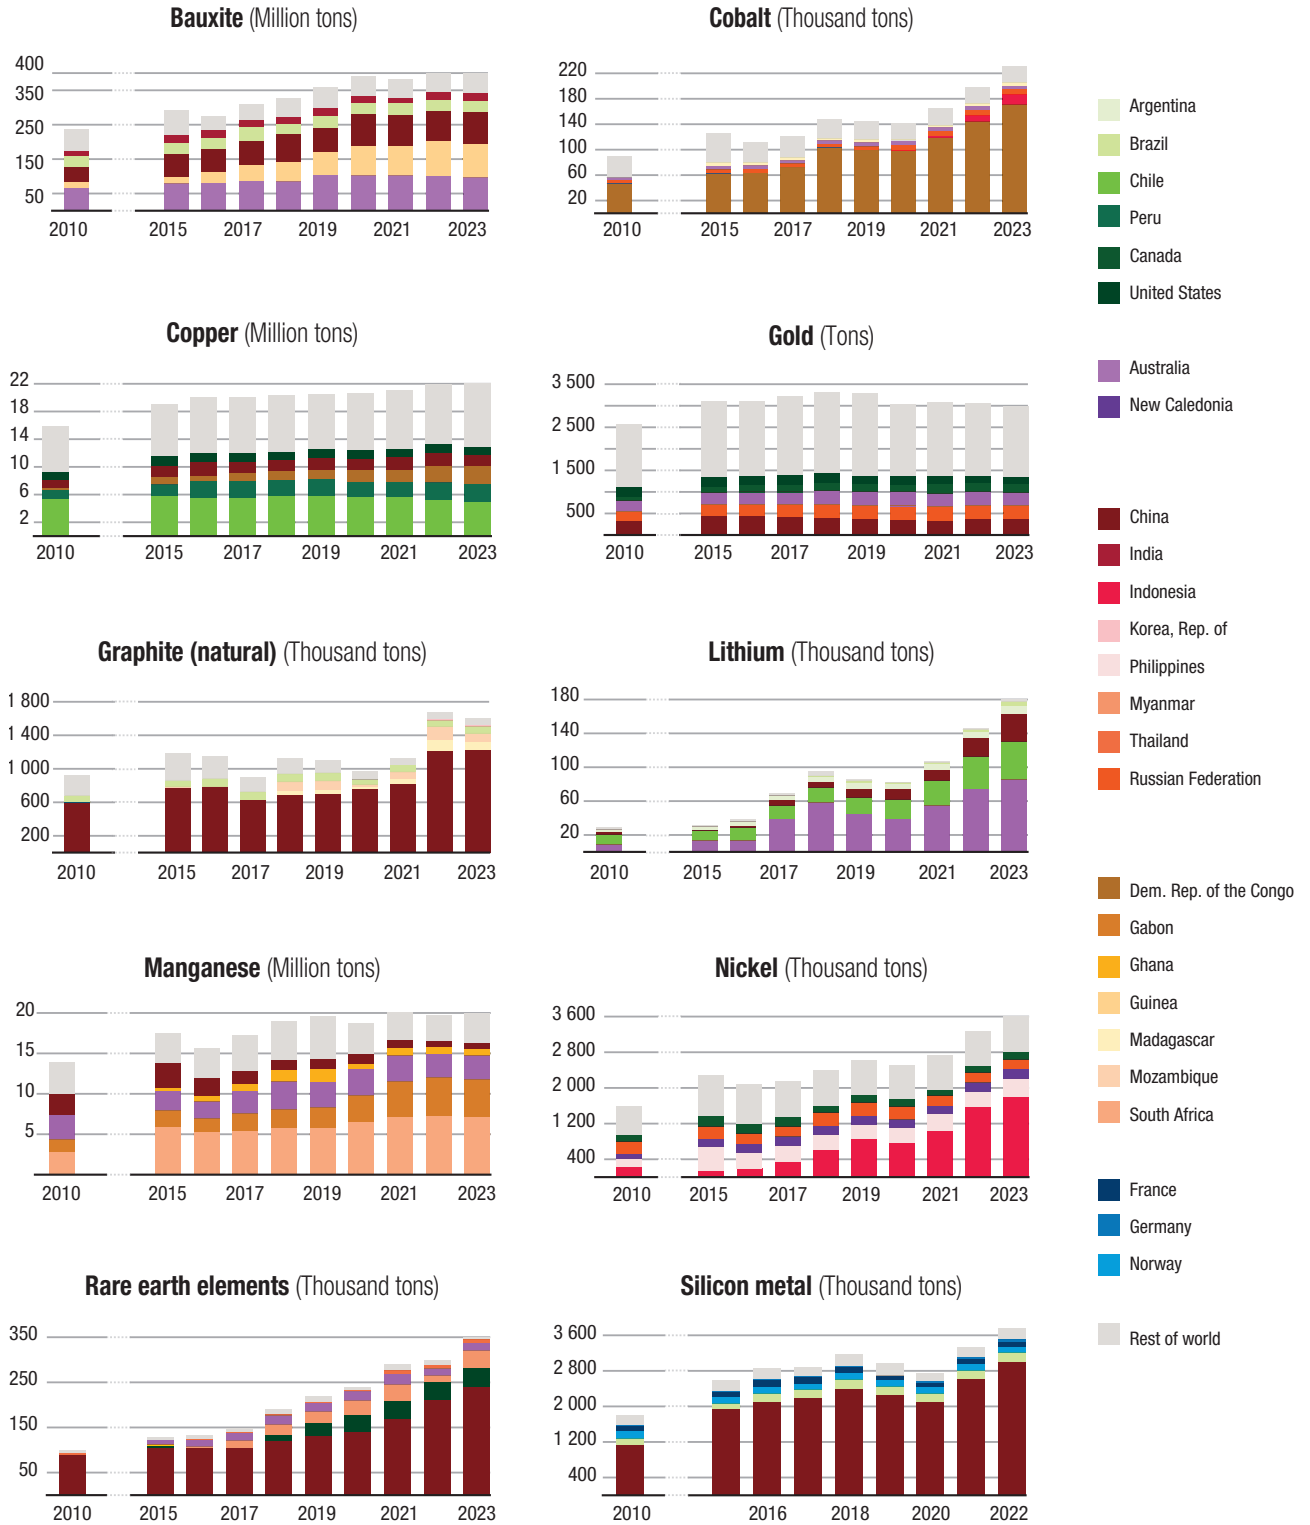 Bauxite (Million tons)
400
350
250
150
50
2010
2015
2017
2019
2021
2023
Cobalt (Thousand tons)
220
180
140
100
60
20
2010
2015
2017
2019
2021
2023
Copper (Million tons)
22
18
14
10
6
2
2010
2015
2017
2019
2021
2023
Gold (Tons)
3 500
2 500
1 500
500
2010
2015
2017
2019
2021
2023
Graphite (natural) (Thousand tons)
1 800
1 400
1 000
600
200
2010
2015
2017
2019
2021
2023
Lithium (Thousand tons)
180
140
100
60
20
2010
2015
2017
2019
2021
2023
Manganese (Million tons)
20
15
10
5
2010
2015
2017
2019
2021
2023
Nickel (Thousand tons)
3 600
2 800
2 000
1 200
400
2010
2015
2017
2019
2021
2023
Rare earth elements (Thousand tons)
350
250
150
50
2010
2015
2017
2019
2021
2023
Silicon metal (Thousand tons)
3 600
2 800
2 000
1 200
400
2010
2016
2018
2020
2022
Argentina
Brazil
Chile
Peru
Canada
United States
Australia
New Caledonia
China
India
Indonesia
Korea, Rep. of
Philippines
Myanmar
Thailand
Russian Federation
Dem. Rep. of the Congo
Gabon
Ghana
Guinea
Madagascar
Mozambique
South Africa
France
Germany
Norway
Rest of world